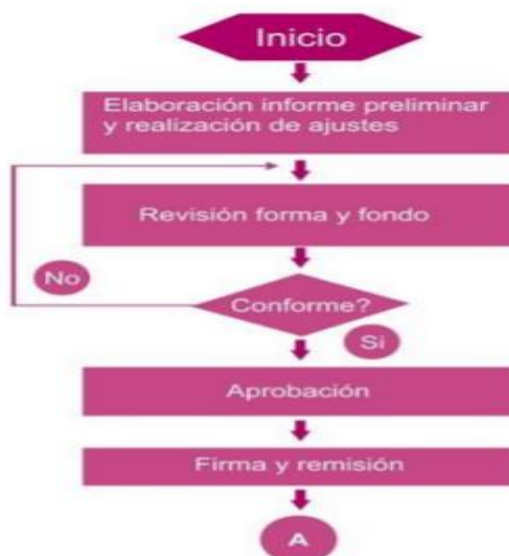 Inicio
Elaboración informe preliminar
y realización de ajustes
Revisión forma y fondo
No
Conforme?
Si
Aprobación
Firma y remisión
A